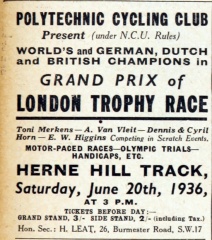 POLYTECHNIC CYCLING CLUB
Present (under N.C.U. Rules)
WORLD'S and GERMAN, DUTCH
and BRITISH CHAMPIONS in
GRAND PRIX of
LONDON TROPHY RACE
Toni Merkens—A. Van Vleit—Dennis & Cyril
Horn—E. W. Higgins Competing in Scratch Events.
MOTOR-PACED RACES—OLYMPIC TRIALS—
HANDICAPS, ETC.
HERNE HILL TRACK,
Saturday, June 20th, 1936,
AT 3 P.M.
TICKETS BEFORE DAY:—
GRAND STAND, 3/- SIDE STAND, 2/- (including Tax.)
Hon. Sec.: H. LEAT, 26, Burmester Road, S.W.17